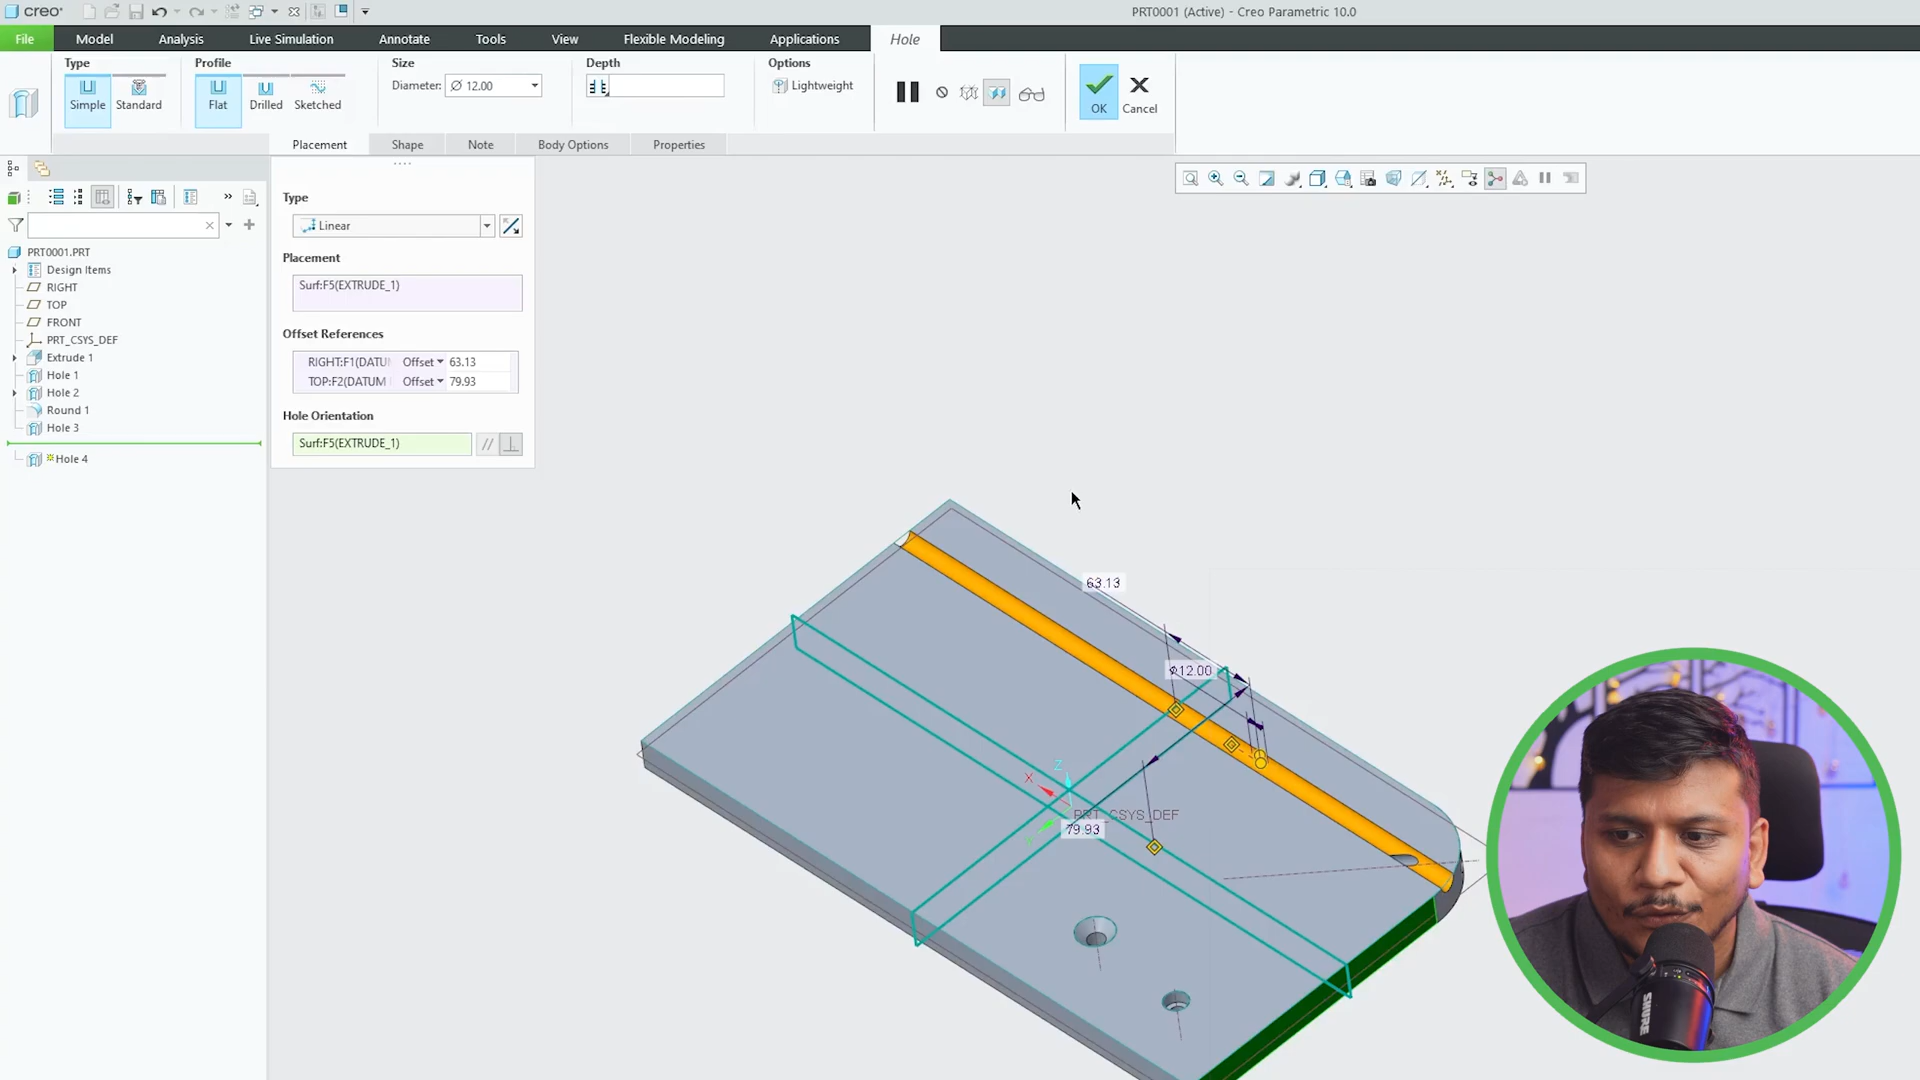 creo
PRT0001 (Active) - Creo Parametric 10.0
File Model Analysis Live Simulation Annotate Tools View Flexible Modeling Applications Hole
Type Profile Size Depth Options
Simple Standard Flat Drilled Sketched Diameter: Ø 12.00 Lightweight OK Cancel
Placement Shape Note Body Options Properties
Type
Linear
Placement
Surf:F5(EXTRUDE_1)
Offset References
RIGHT:F1(DATU Offset 63.13
TOP:F2(DATUM Offset 79.93
Hole Orientation
Surf:F5(EXTRUDE_1)
PRT0001.PRT
Design Items
RIGHT
TOP
FRONT
PRT_CSYS_DEF
Extrude 1
Hole 1
Hole 2
Round 1
Hole 3
Hole 4
63.13
Ø12.00
Z
X
PRT_CSYS_DEF
79.93
SHURE